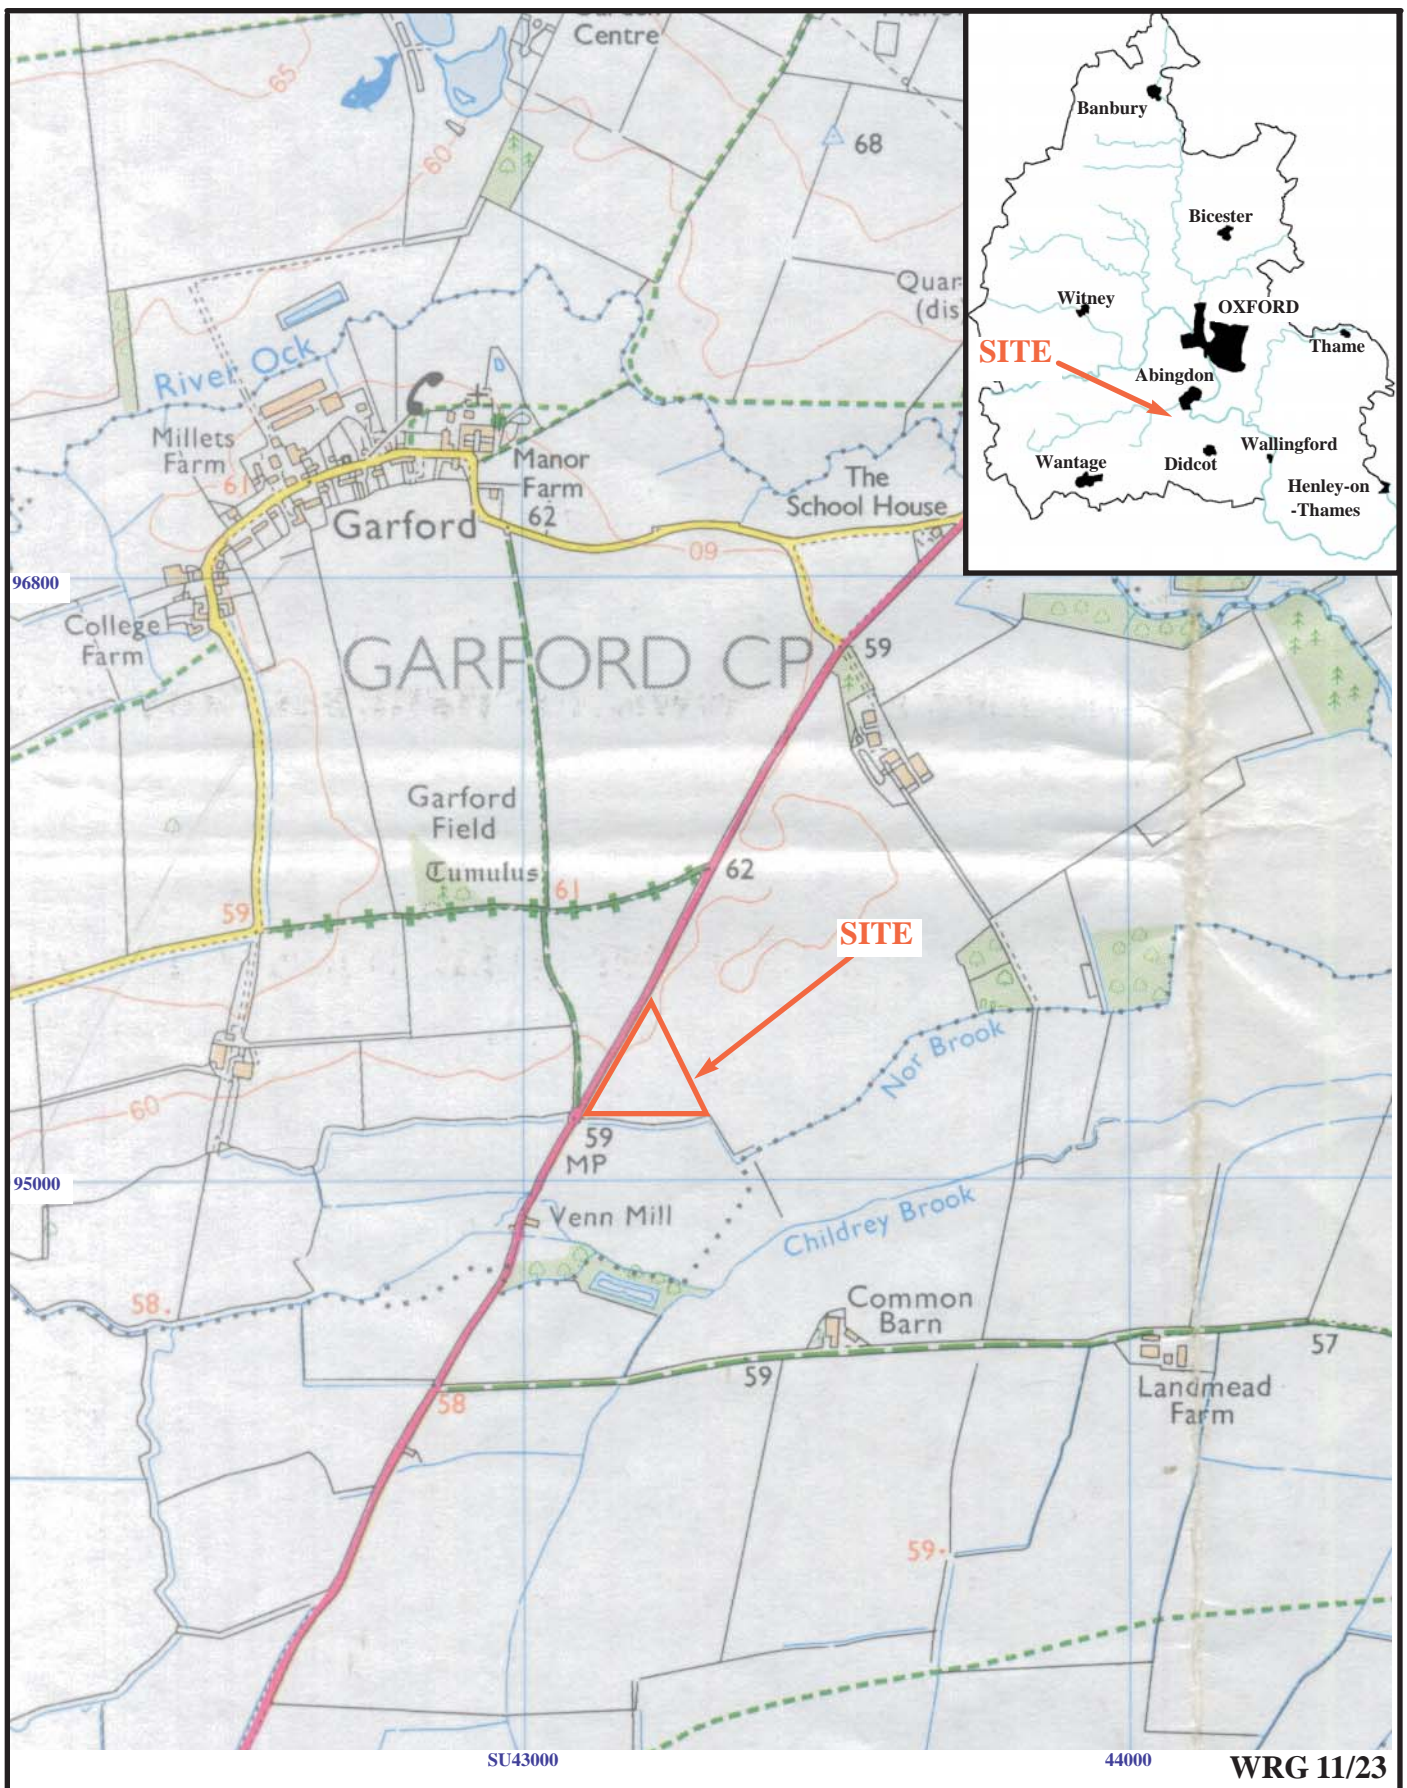 Centre
65
60
68
Quar
(dis
River Ock
Millets
Farm
61
Manor
Farm
62
The
School House
Garford
60
96800
College
Farm
GARFORD CP
59
Garford
Field
Tumulus
61
62
59
SITE
Nor Brook
60
59
MP
95000
Venn Mill
Childrey Brook
58.
Common
Barn
59
57
58
Landmead
Farm
59.
SU43000
44000
WRG 11/23
Banbury
Bicester
Witney
OXFORD
Thame
SITE
Abingdon
Wantage
Didcot
Wallingford
Henley-on
-Thames